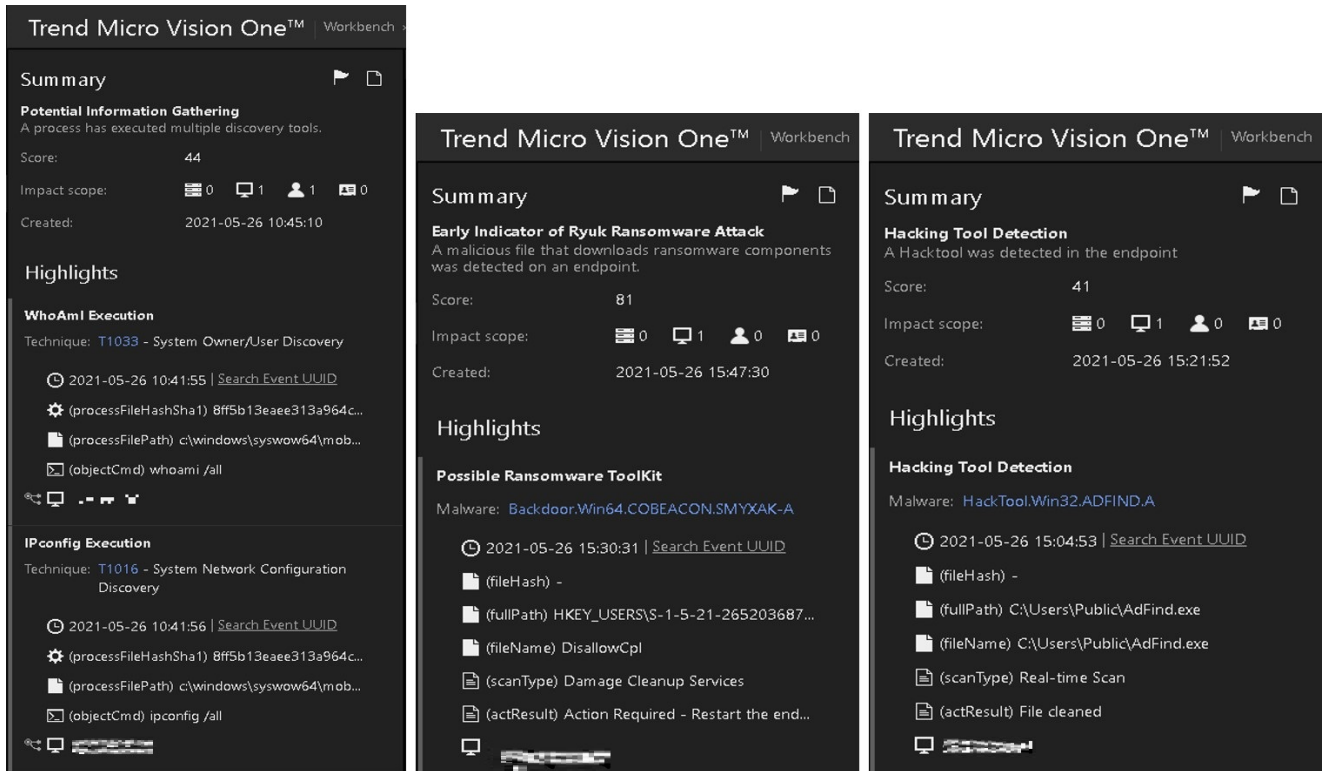 Trend Micro Vision One™ | Workbench
Summary
Potential Information Gathering
A process has executed multiple discovery tools.
Score: 44
Impact scope: 0 1 1 0
Created: 2021-05-26 10:45:10
Highlights
WhoAmI Execution
Technique: T1033 - System Owner/User Discovery
2021-05-26 10:41:55 | Search Event UUID
(processFileHashSha1) 8ff5b13eaee313a964c...
(processFilePath) c:\windows\syswow64\mob...
(objectCmd) whoami /all
IPconfig Execution
Technique: T1016 - System Network Configuration
Discovery
2021-05-26 10:41:56 | Search Event UUID
(processFileHashSha1) 8ff5b13eaee313a964c...
(processFilePath) c:\windows\syswow64\mob...
(objectCmd) ipconfig /all
Trend Micro Vision One™ | Workbench
Summary
Early Indicator of Ryuk Ransomware Attack
A malicious file that downloads ransomware components
was detected on an endpoint.
Score: 81
Impact scope: 0 1 0 0
Created: 2021-05-26 15:47:30
Highlights
Possible Ransomware ToolKit
Malware: Backdoor.Win64.COBEACON.SMYXAK-A
2021-05-26 15:30:31 | Search Event UUID
(fileHash) -
(fullPath) HKEY_USERS\S-1-5-21-265203687...
(fileName) DisallowCpl
(scanType) Damage Cleanup Services
(actResult) Action Required - Restart the end...
Trend Micro Vision One™ | Workbench
Summary
Hacking Tool Detection
A Hacktool was detected in the endpoint
Score: 41
Impact scope: 0 1 0 0
Created: 2021-05-26 15:21:52
Highlights
Hacking Tool Detection
Malware: HackTool.Win32.ADFIND.A
2021-05-26 15:04:53 | Search Event UUID
(fileHash) -
(fullPath) C:\Users\Public\AdFind.exe
(fileName) C:\Users\Public\AdFind.exe
(scanType) Real-time Scan
(actResult) File cleaned